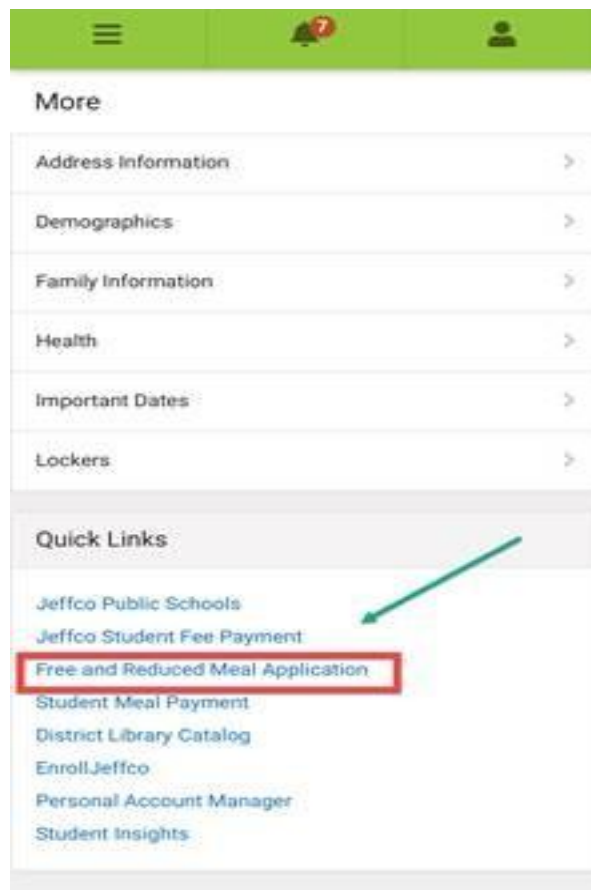 7
More
Address Information
Demographics
Family Information
Health
Important Dates
Lockers
Quick Links
Jeffco Public Schools
Jeffco Student Fee Payment
Free and Reduced Meal Application
Student Meal Payment
District Library Catalog
EnrollJeffco
Personal Account Manager
Student Insights